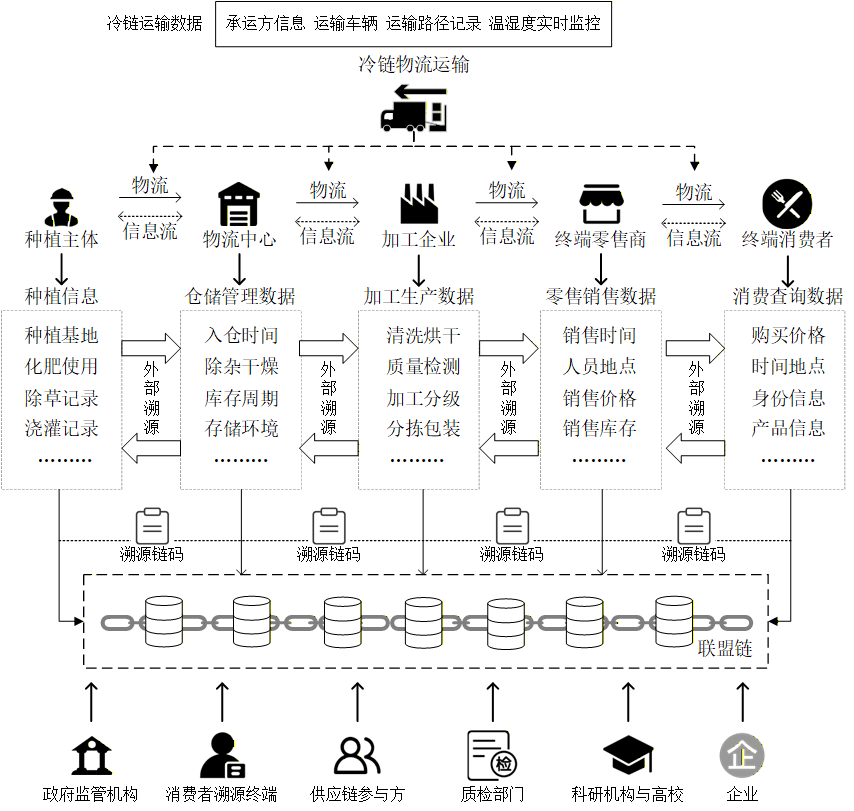 冷链运输数据
承运方信息 运输车辆 运输路径记录 温湿度实时监控
冷链物流运输
物流 物流 物流 物流
信息流 信息流 信息流 信息流
种植主体 物流中心 加工企业 终端零售商 终端消费者
种植信息
种植基地
化肥使用
除草记录
浇灌记录
………
外部溯源
仓储管理数据
入仓时间
除杂干燥
库存周期
存储环境
………
外部溯源
加工生产数据
清洗烘干
质量检测
加工分级
分拣包装
………
外部溯源
零售销售数据
销售时间
人员地点
销售价格
销售库存
………
外部溯源
消费查询数据
购买价格
时间地点
身份信息
产品信息
………
溯源链码 溯源链码 溯源链码 溯源链码
联盟链
检 企
政府监管机构 消费者溯源终端 供应链参与方 质检部门 科研机构与高校 企业